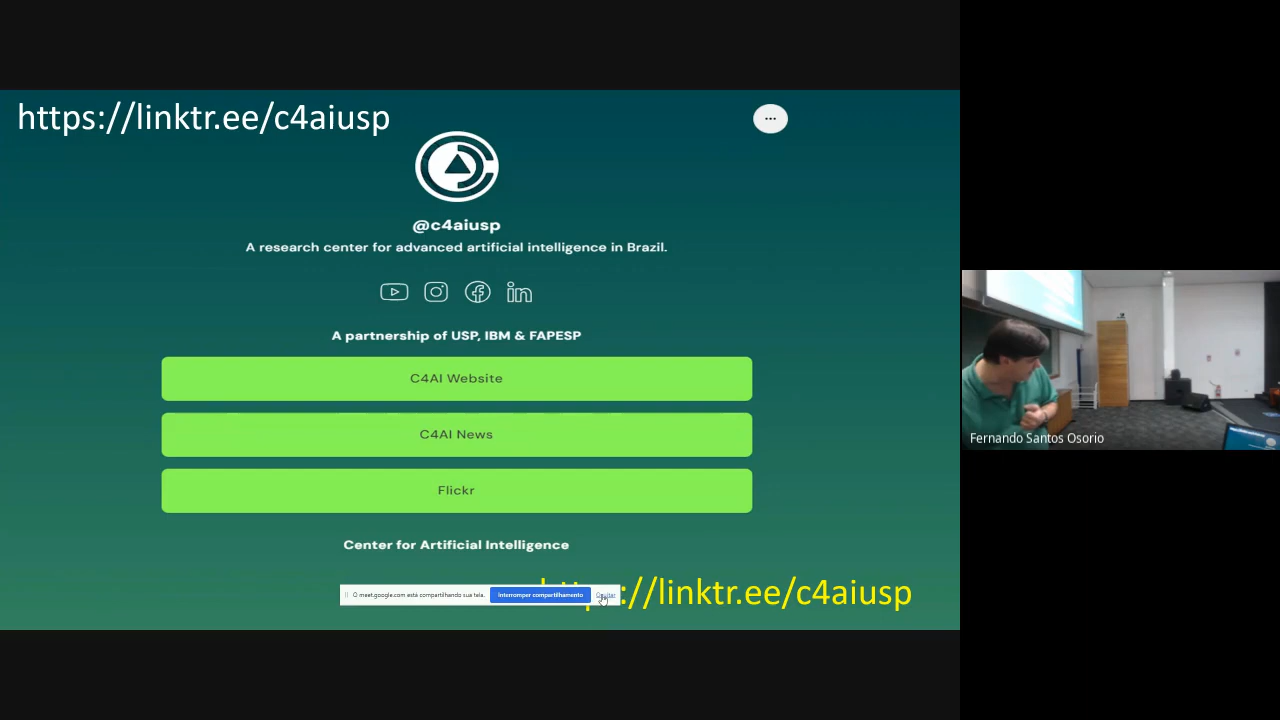 https://linktr.ee/c4aiusp
@c4aiusp
A research center for advanced artificial intelligence in Brazil.
A partnership of USP, IBM & FAPESP
C4AI Website
C4AI News
Flickr
Fernando Santos Osorio
Center for Artificial Intelligence
O meet.google.com está compartilhando sua tela. Interromper compartilhamento Ocultar
://linktr.ee/c4aiusp